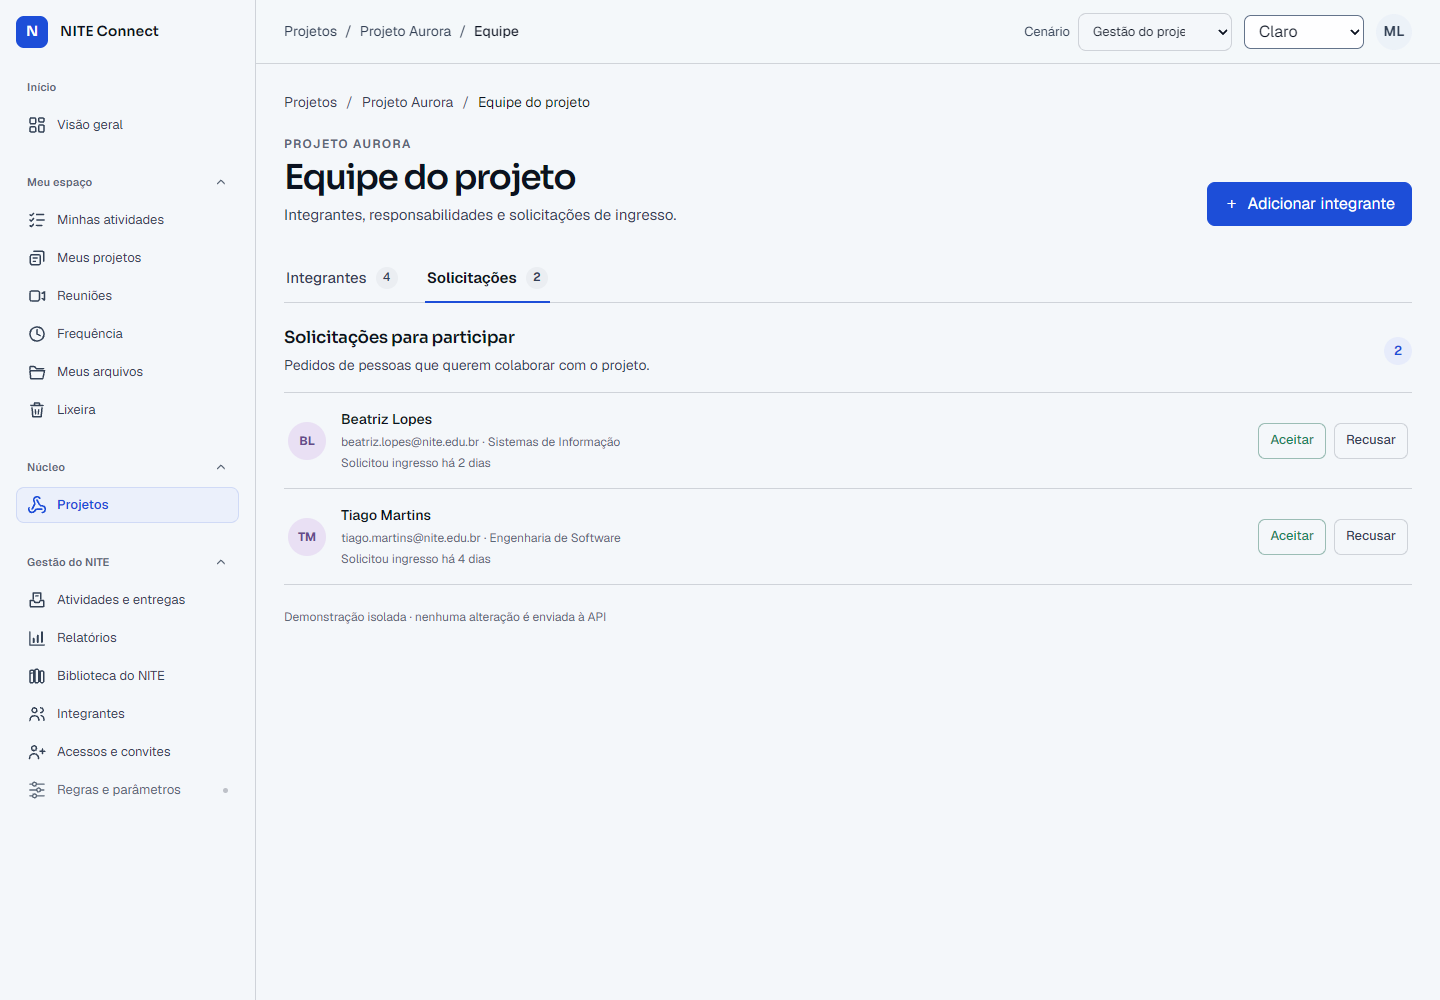 N NITE Connect
Projetos / Projeto Aurora / Equipe
Cenário Gestão do proje Claro ML
Início
Visão geral
Meu espaço
Minhas atividades
Meus projetos
Reuniões
Frequência
Meus arquivos
Lixeira
Núcleo
Projetos
Gestão do NITE
Atividades e entregas
Relatórios
Biblioteca do NITE
Integrantes
Acessos e convites
Regras e parâmetros
Projetos / Projeto Aurora / Equipe do projeto
PROJETO AURORA
Equipe do projeto
Integrantes, responsabilidades e solicitações de ingresso.
+ Adicionar integrante
Integrantes 4 Solicitações 2
Solicitações para participar
Pedidos de pessoas que querem colaborar com o projeto.
2
BL
Beatriz Lopes
beatriz.lopes@nite.edu.br · Sistemas de Informação
Solicitou ingresso há 2 dias
Aceitar Recusar
TM
Tiago Martins
tiago.martins@nite.edu.br · Engenharia de Software
Solicitou ingresso há 4 dias
Aceitar Recusar
Demonstração isolada · nenhuma alteração é enviada à API